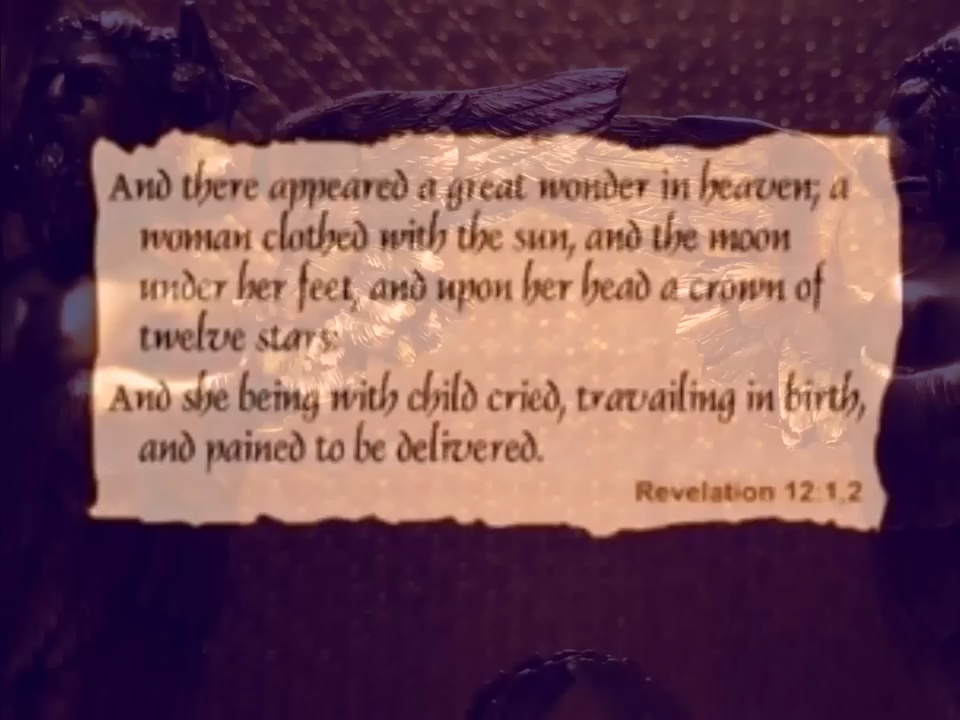 And there appeared a great wonder in heaven; a
woman clothed with the sun, and the moon
under her feet, and upon her head a crown of
twelve stars:
And she being with child cried, travailing in birth,
and pained to be delivered.
Revelation 12:1,2